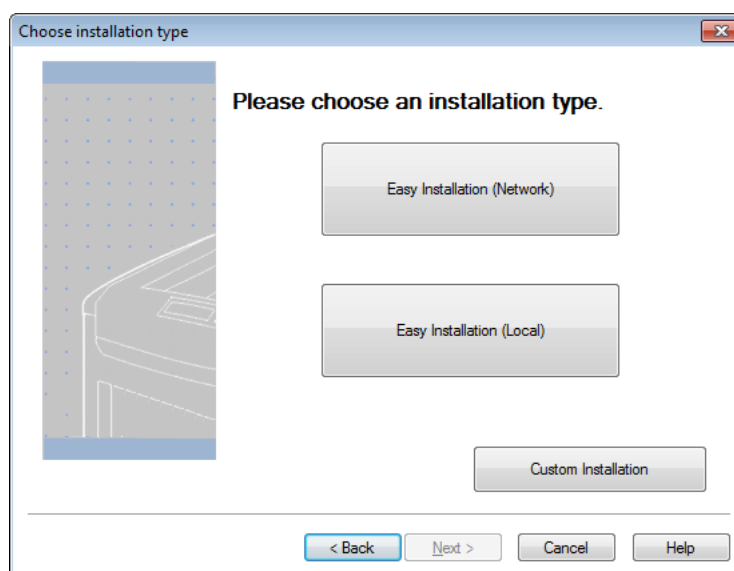 Choose installation type
Please choose an installation type.
Easy Installation (Network)
Easy Installation (Local)
Custom Installation
< Back Next > Cancel Help